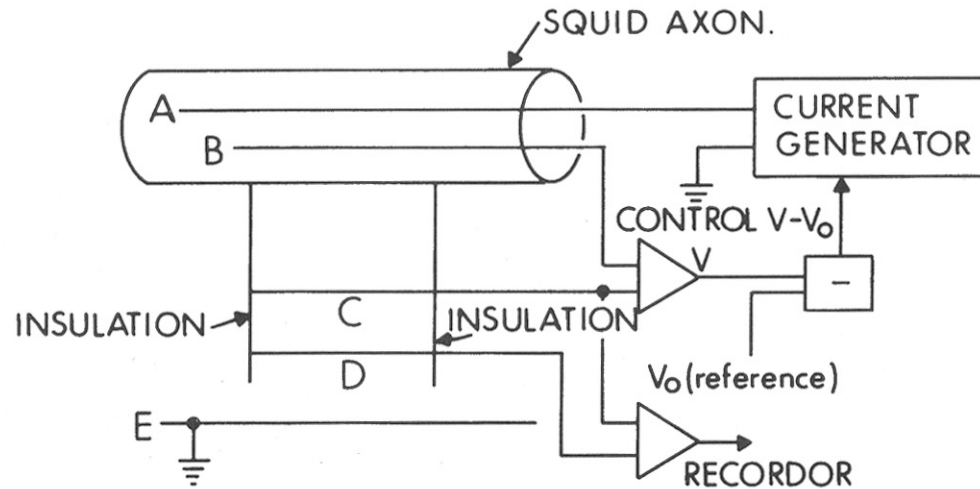 SQUID AXON.
A
CURRENT
GENERATOR
B
CONTROL V-V₀
V
−
INSULATION
C
INSULATION
D
V₀ (reference)
E
RECORDOR